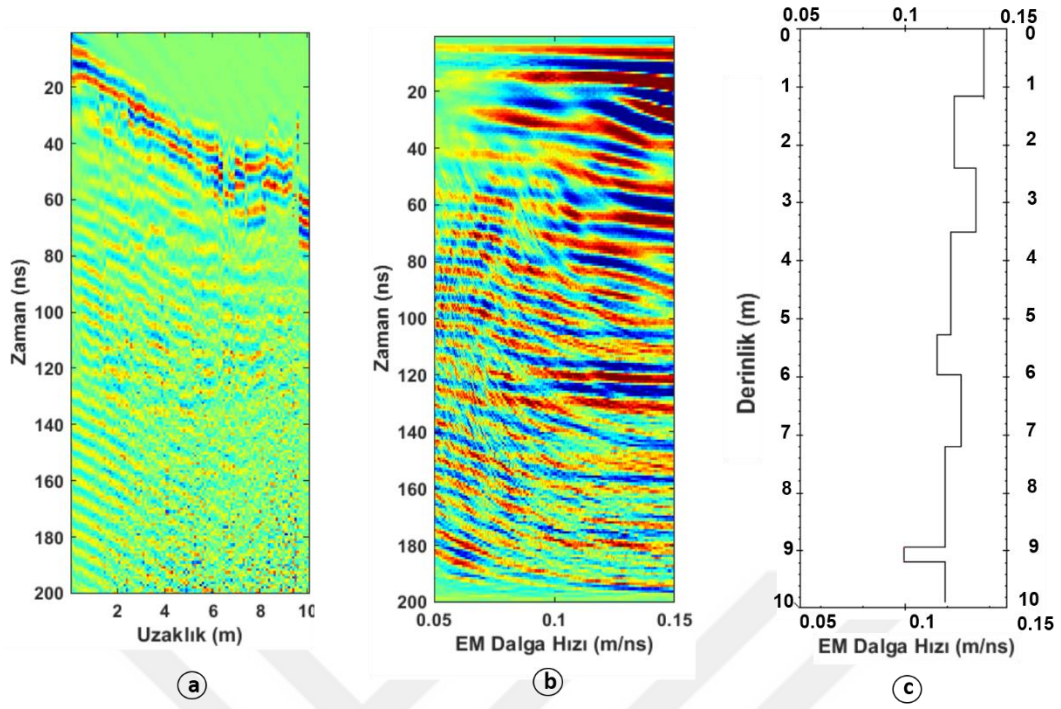 20
40
60
80
100
120
140
160
180
200
Zaman (ns)
2 4 6 8 10
Uzaklık (m)
a
20
40
60
80
100
120
140
160
180
200
Zaman (ns)
0.05 0.1 0.15
EM Dalga Hızı (m/ns)
b
0.05 0.1 0.15
0 0
1 1
2 2
3 3
4 4
5 5
6 6
7 7
8 8
9 9
10 10
Derinlik (m)
0.05 0.1 0.15
EM Dalga Hızı (m/ns)
c